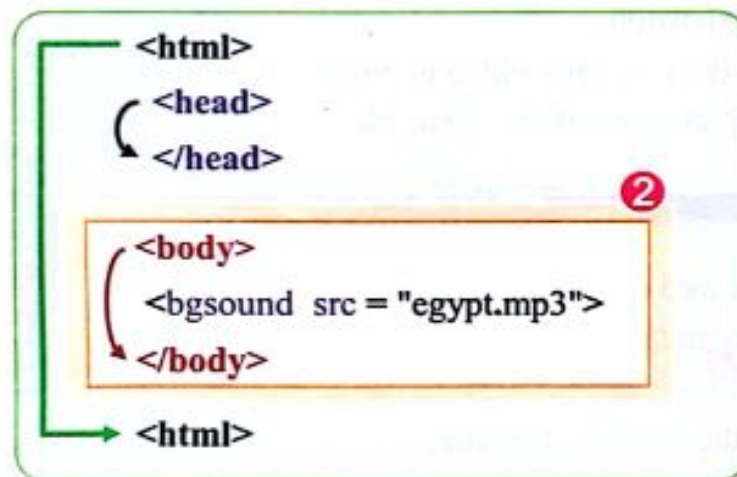 <html>
<head>
</head>
2
<body>
<bgsound src = "egypt.mp3">
</body>
<html>